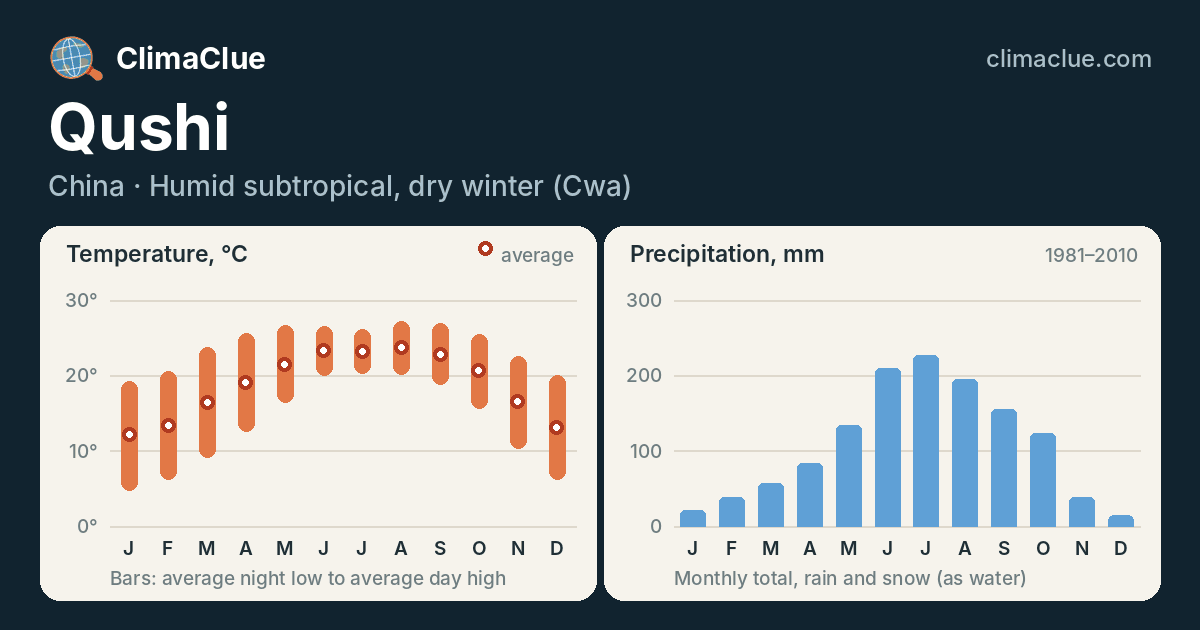 ClimaClue
climaclue.com
Qushi
China · Humid subtropical, dry winter (Cwa)
Temperature, °C
average
30°
20°
10°
0°
J F M A M J J A S O N D
Bars: average night low to average day high
Precipitation, mm
1981–2010
300
200
100
0
J F M A M J J A S O N D
Monthly total, rain and snow (as water)